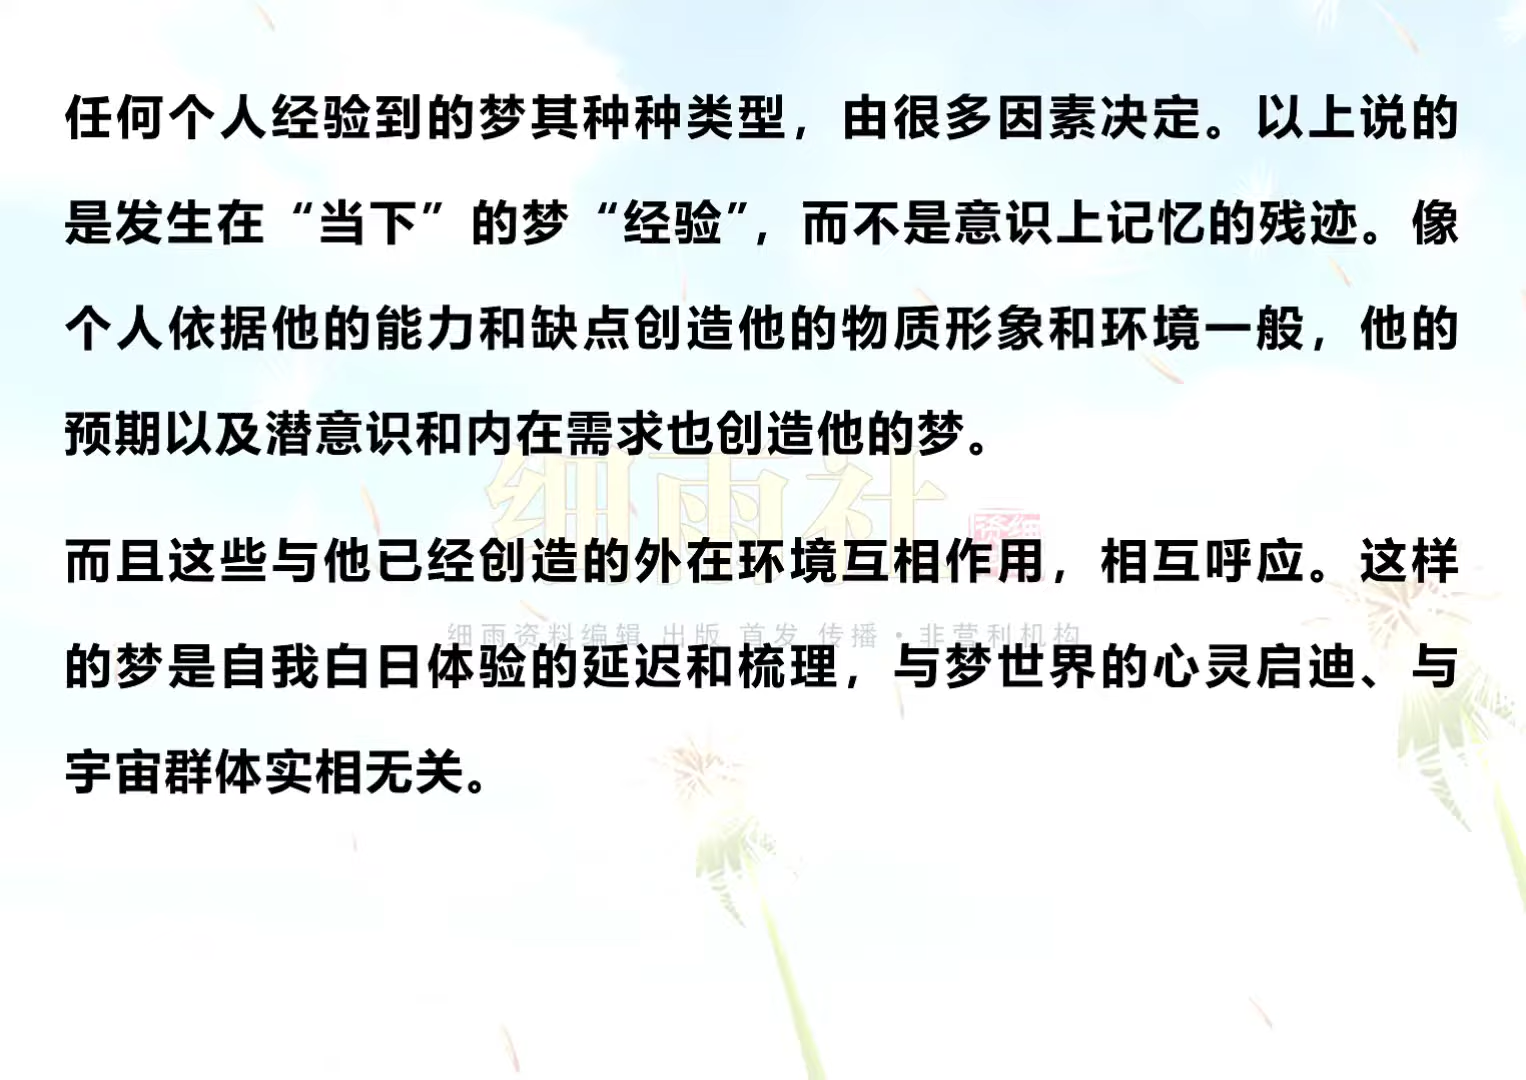 任何个人经验到的梦其种种类型，由很多因素决定。以上说的
是发生在“当下”的梦“经验”，而不是意识上记忆的残迹。像
个人依据他的能力和缺点创造他的物质形象和环境一般，他的
预期以及潜意识和内在需求也创造他的梦。
细雨社
而且这些与他已经创造的外在环境互相作用，相互呼应。这样
细雨资料编辑 出版 首发 传播·非营利机构
的梦是自我白日体验的延迟和梳理，与梦世界的心灵启迪、与
宇宙群体实相无关。